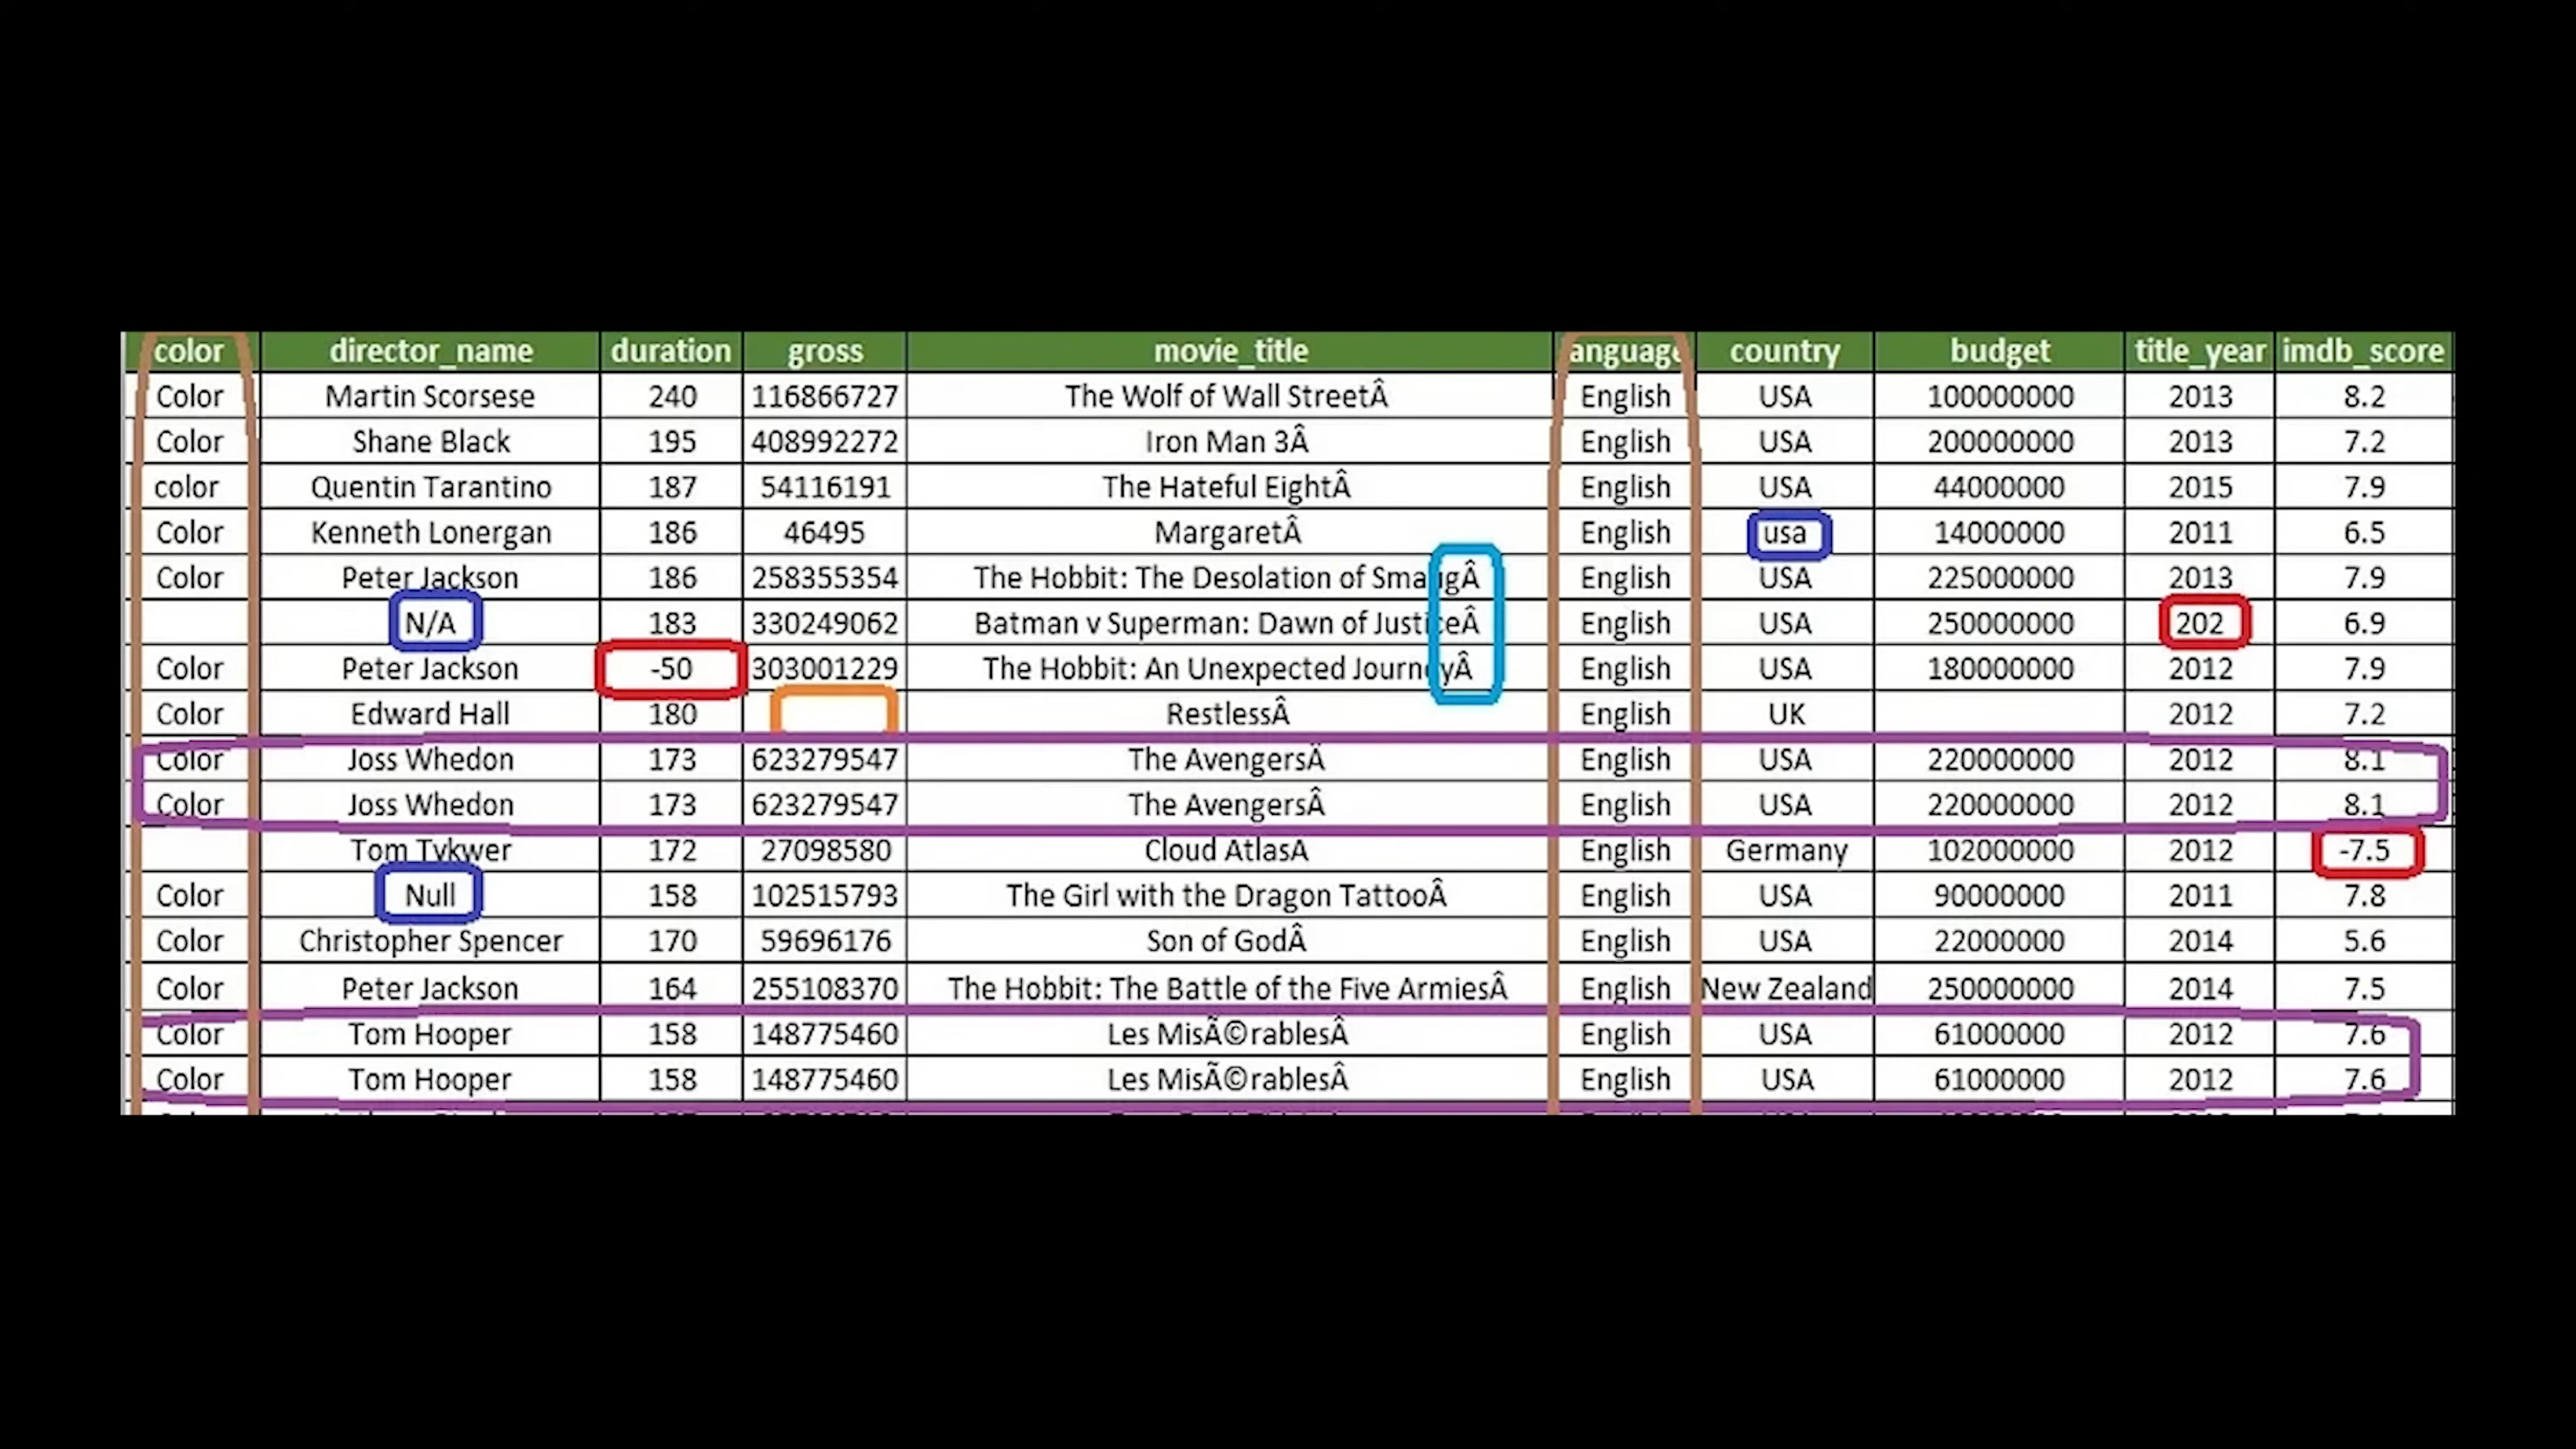 color director_name duration gross movie_title anguage country budget title_year imdb_score
Color Martin Scorsese 240 116866727 The Wolf of Wall StreetÂ English USA 100000000 2013 8.2
Color Shane Black 195 408992272 Iron Man 3Â English USA 200000000 2013 7.2
color Quentin Tarantino 187 54116191 The Hateful EightÂ English USA 44000000 2015 7.9
Color Kenneth Lonergan 186 46495 MargaretÂ English usa 14000000 2011 6.5
Color Peter Jackson 186 258355354 The Hobbit: The Desolation of SmaugÂ English USA 225000000 2013 7.9
N/A 183 330249062 Batman v Superman: Dawn of JusticeÂ English USA 250000000 202 6.9
Color Peter Jackson -50 303001229 The Hobbit: An Unexpected JourneyÂ English USA 180000000 2012 7.9
Color Edward Hall 180 RestlessÂ English UK 2012 7.2
Color Joss Whedon 173 623279547 The AvengersÂ English USA 220000000 2012 8.1
Color Joss Whedon 173 623279547 The AvengersÂ English USA 220000000 2012 8.1
Tom Tykwer 172 27098580 Cloud AtlasÂ English Germany 102000000 2012 -7.5
Color Null 158 102515793 The Girl with the Dragon TattooÂ English USA 90000000 2011 7.8
Color Christopher Spencer 170 59696176 Son of GodÂ English USA 22000000 2014 5.6
Color Peter Jackson 164 255108370 The Hobbit: The Battle of the Five ArmiesÂ English New Zealand 250000000 2014 7.5
Color Tom Hooper 158 148775460 Les MisÃ©rablesÂ English USA 61000000 2012 7.6
Color Tom Hooper 158 148775460 Les MisÃ©rablesÂ English USA 61000000 2012 7.6